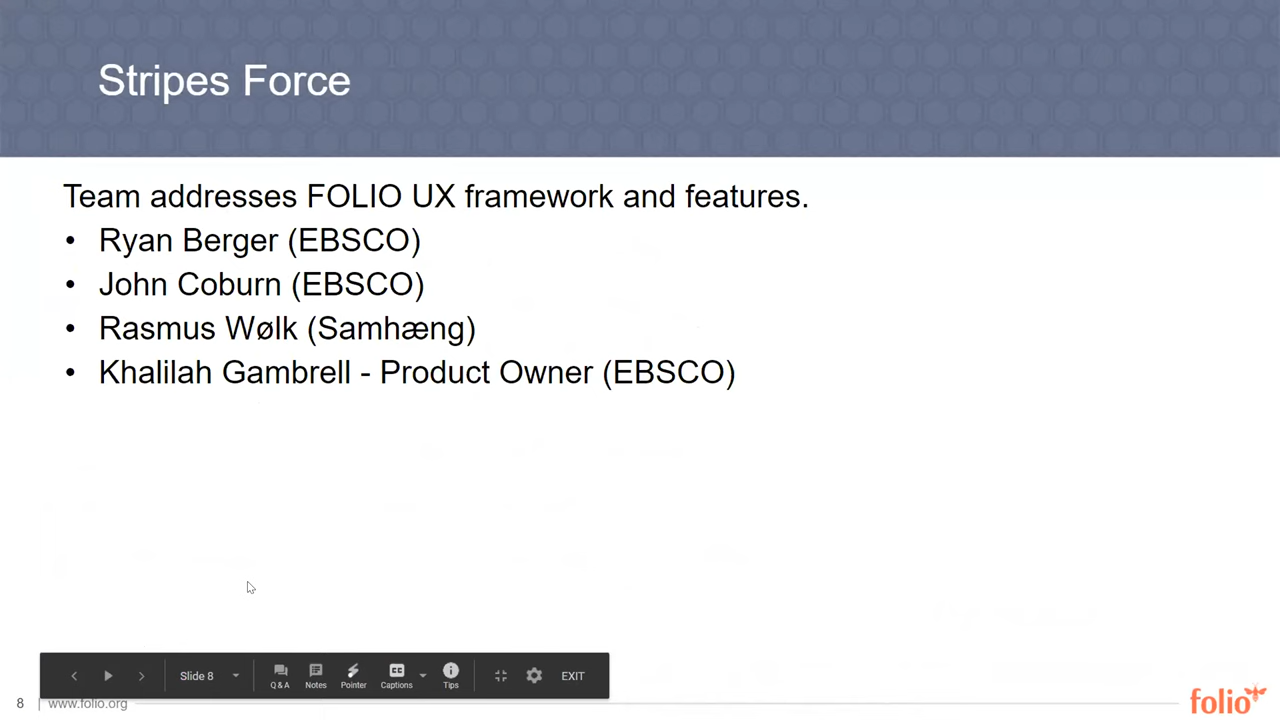 Stripes Force
Team addresses FOLIO UX framework and features.
• Ryan Berger (EBSCO)
• John Coburn (EBSCO)
• Rasmus Wølk (Samhæng)
• Khalilah Gambrell - Product Owner (EBSCO)
Slide 8
Q & A
Notes
Pointer
CC
Captions
Tips
EXIT
8 | www.folio.org
folio